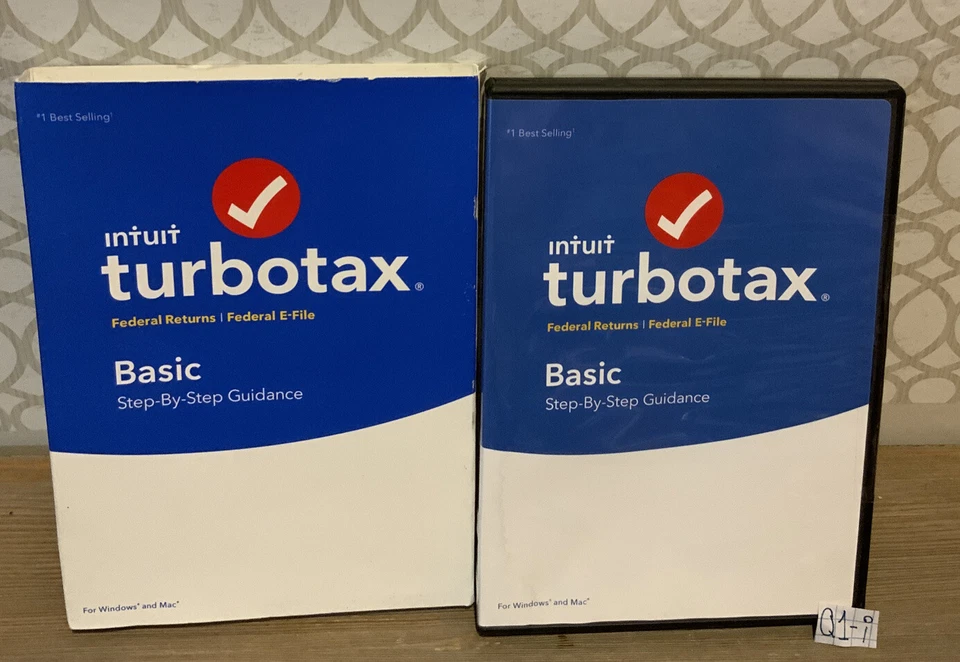 #1 Best Selling†
intuit
turbotax®
Federal Returns | Federal E-File
Basic
Step-By-Step Guidance
For Windows® and Mac®
#1 Best Selling†
intuit
turbotax®
Federal Returns | Federal E-File
Basic
Step-By-Step Guidance
For Windows® and Mac®
Q1-i